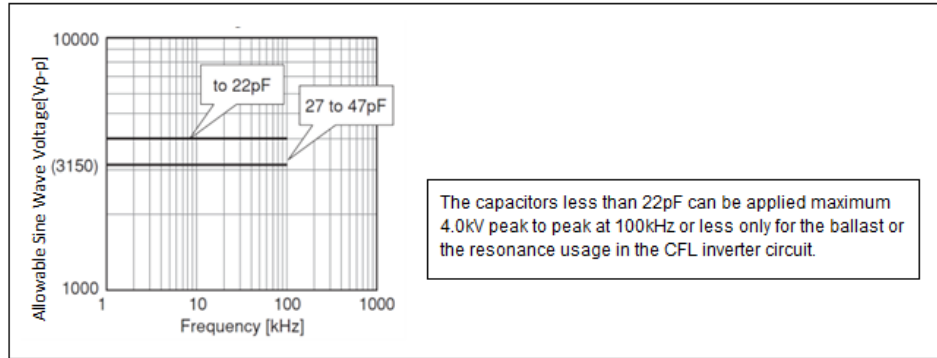 10000
to 22pF
27 to 47pF
(3150)
1000
1
10
100
1000
Allowable Sine Wave Voltage[Vp-p]
Frequency [kHz]
The capacitors less than 22pF can be applied maximum
4.0kV peak to peak at 100kHz or less only for the ballast or
the resonance usage in the CFL inverter circuit.